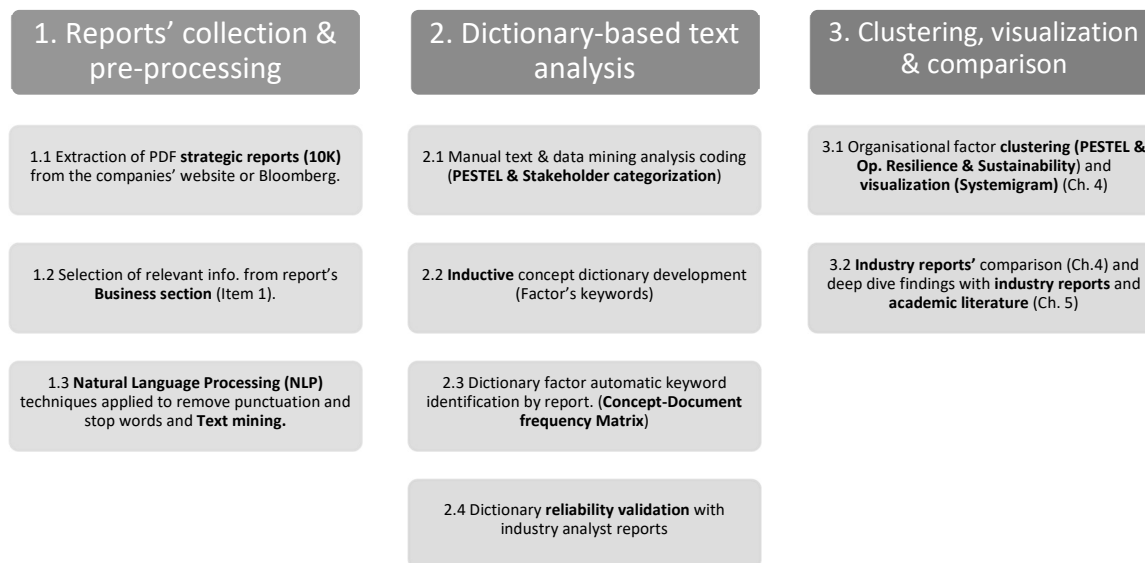 1. Reports’ collection &
pre-processing
1.1 Extraction of PDF strategic reports (10K)
from the companies’ website or Bloomberg.
1.2 Selection of relevant info. from report’s
Business section (Item 1).
1.3 Natural Language Processing (NLP)
techniques applied to remove punctuation and
stop words and Text mining.
2. Dictionary-based text
analysis
2.1 Manual text & data mining analysis coding
(PESTEL & Stakeholder categorization)
2.2 Inductive concept dictionary development
(Factor’s keywords)
2.3 Dictionary factor automatic keyword
identification by report. (Concept-Document
frequency Matrix)
2.4 Dictionary reliability validation with
industry analyst reports
3. Clustering, visualization
& comparison
3.1 Organisational factor clustering (PESTEL &
Op. Resilience & Sustainability) and
visualization (Systemigram) (Ch. 4)
3.2 Industry reports’ comparison (Ch.4) and
deep dive findings with industry reports and
academic literature (Ch. 5)